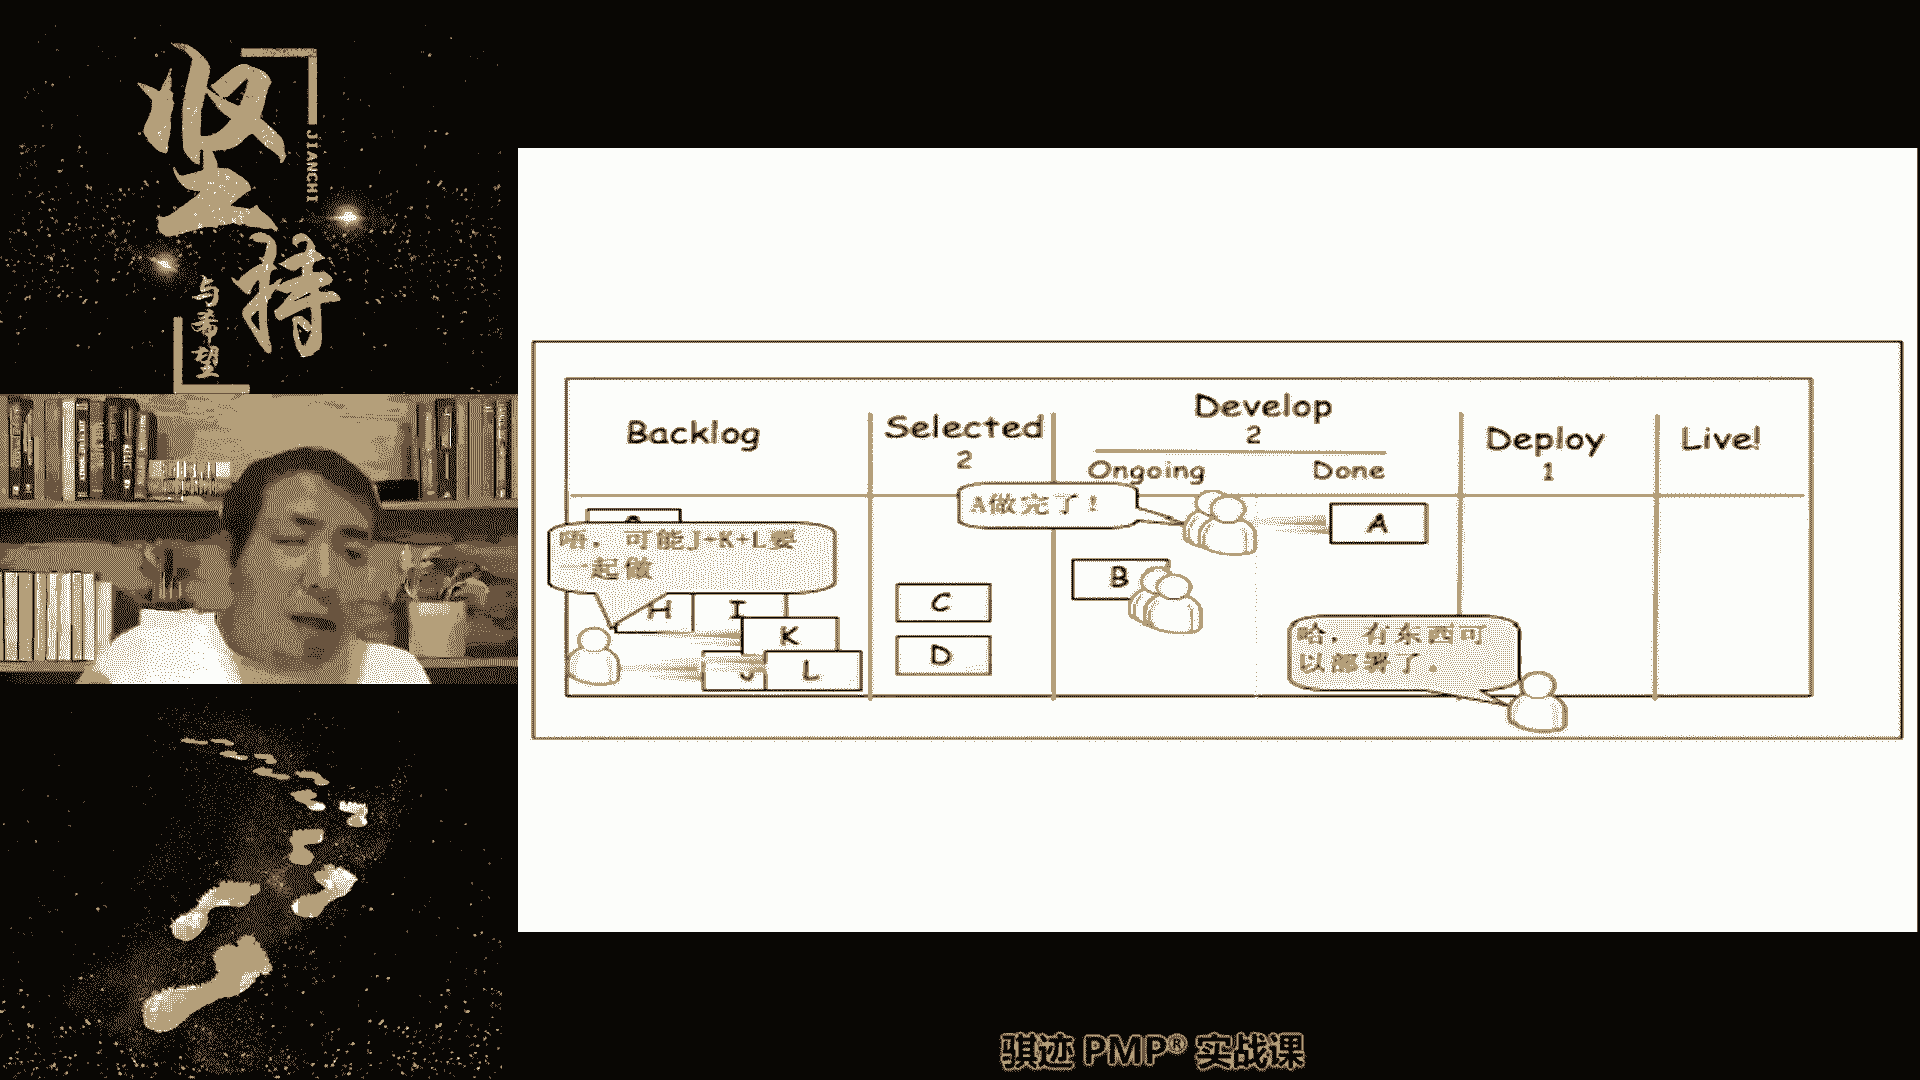 坚持
JIANCHI
与希望
Backlog
Selected
2
Develop
2
Ongoing
Done
Deploy
1
Live!
A做完了！
A
唔，可能J+K+L要
一起做
B
C
D
H
I
K
J
L
哈，有东西可
以部署了。
骐迹 PMP® 实战课